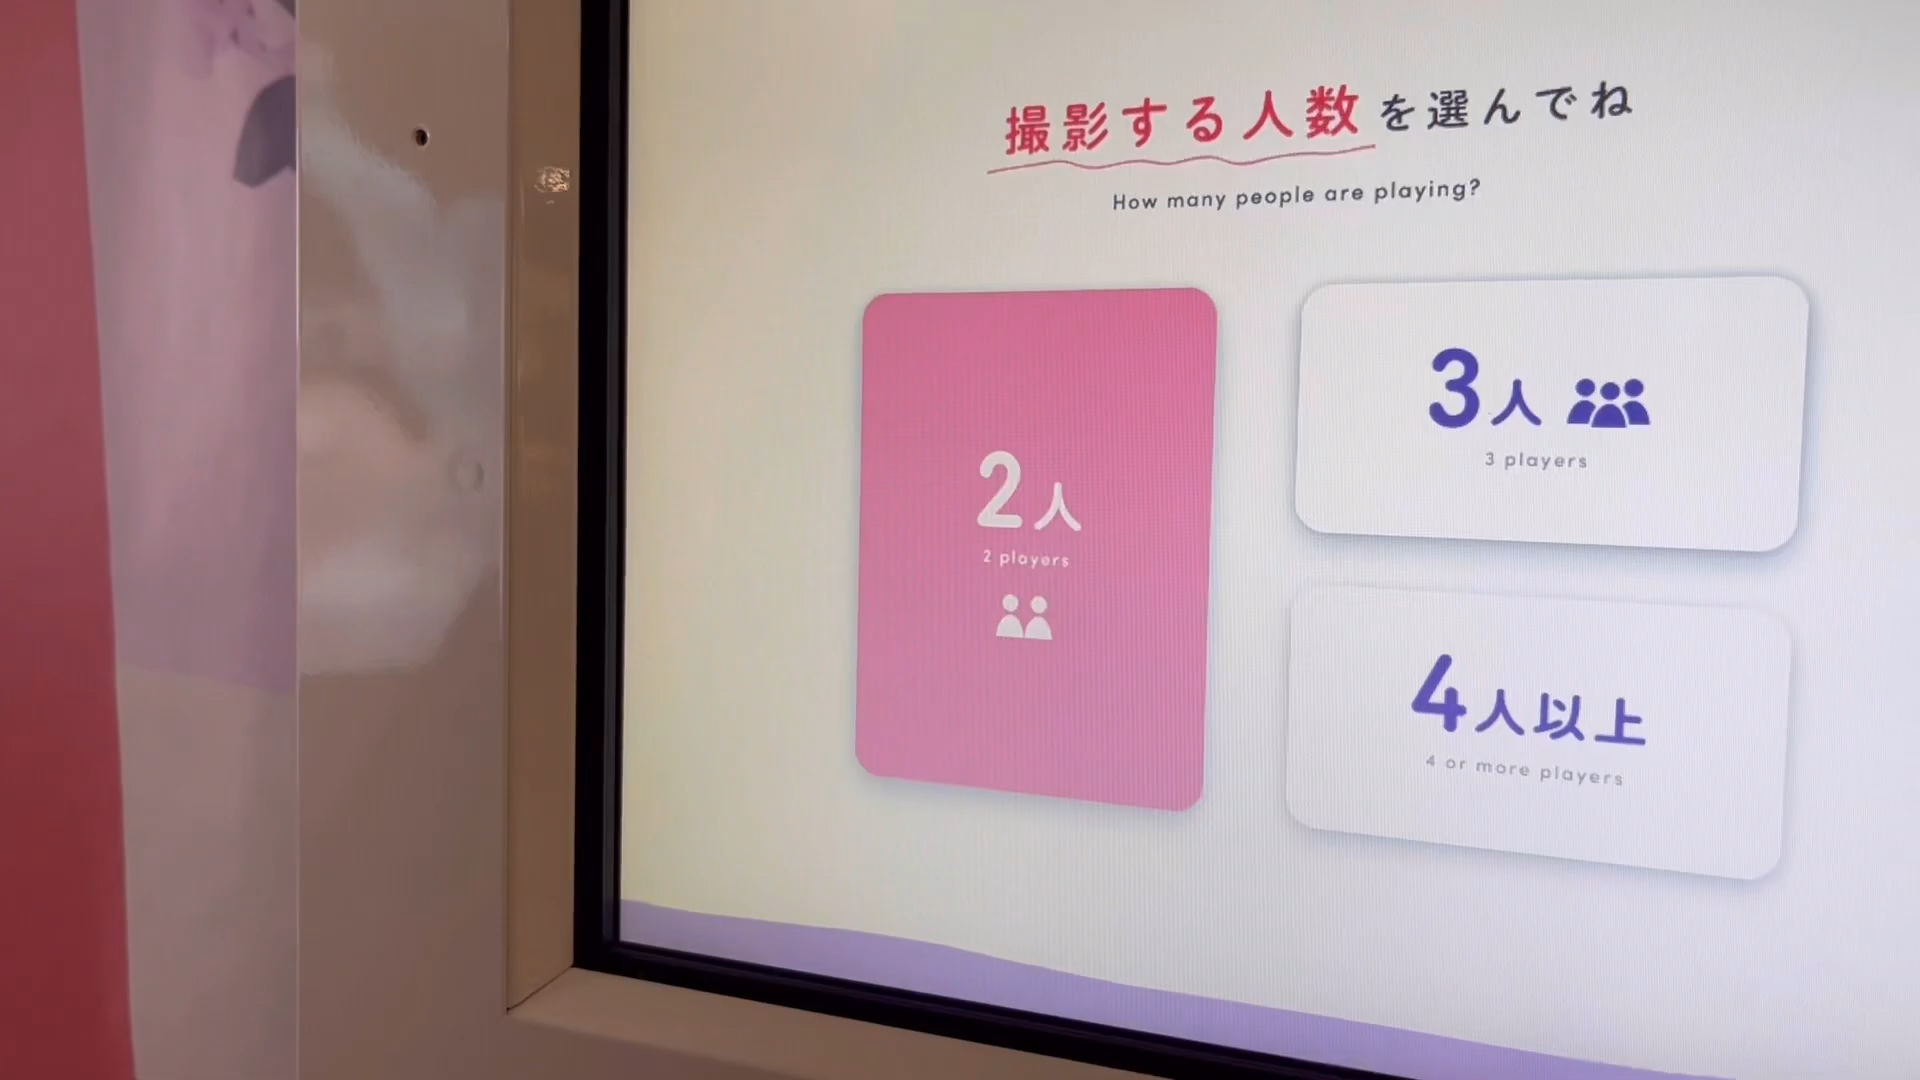 撮影する人数を選んでね
How many people are playing?
2人
2 players
3人
3 players
4人以上
4 or more players